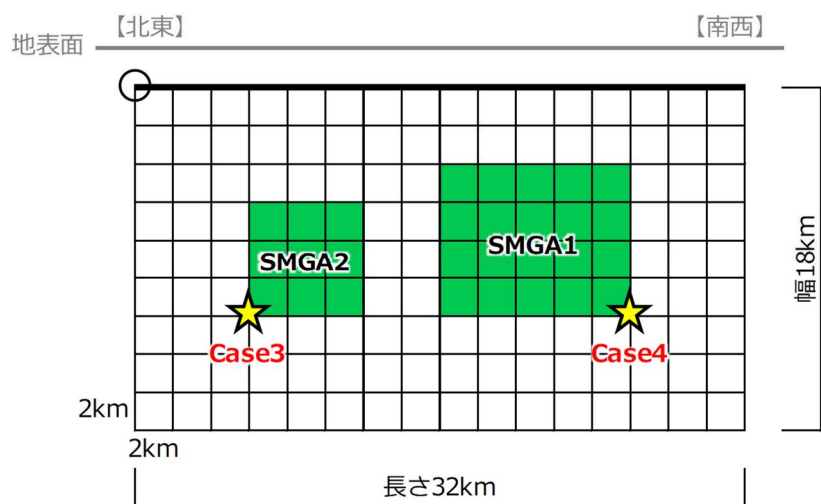 【北東】
【南西】
地表面
SMGA2
SMGA1
幅18km
Case3
Case4
2km
2km
長さ32km